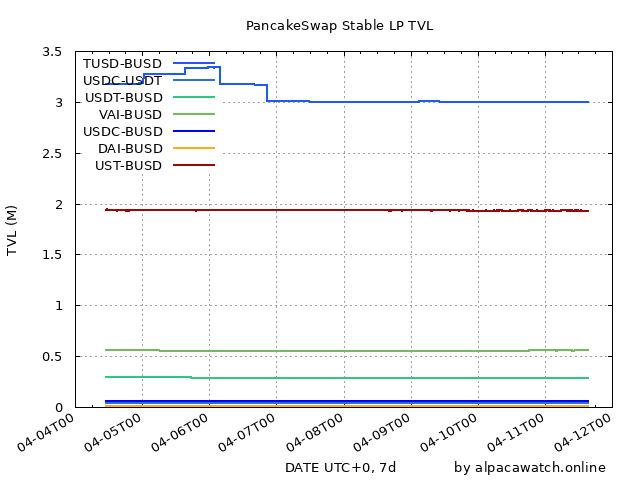 PancakeSwap Stable LP TVL
TVL (M)
3.5
3
2.5
2
1.5
1
0.5
0
TUSD-BUSD
USDC-USDT
USDT-BUSD
VAI-BUSD
USDC-BUSD
DAI-BUSD
UST-BUSD
04-04T00
04-05T00
04-06T00
04-07T00
04-08T00
04-09T00
04-10T00
04-11T00
04-12T00
DATE UTC+0, 7d
by alpacawatch.online